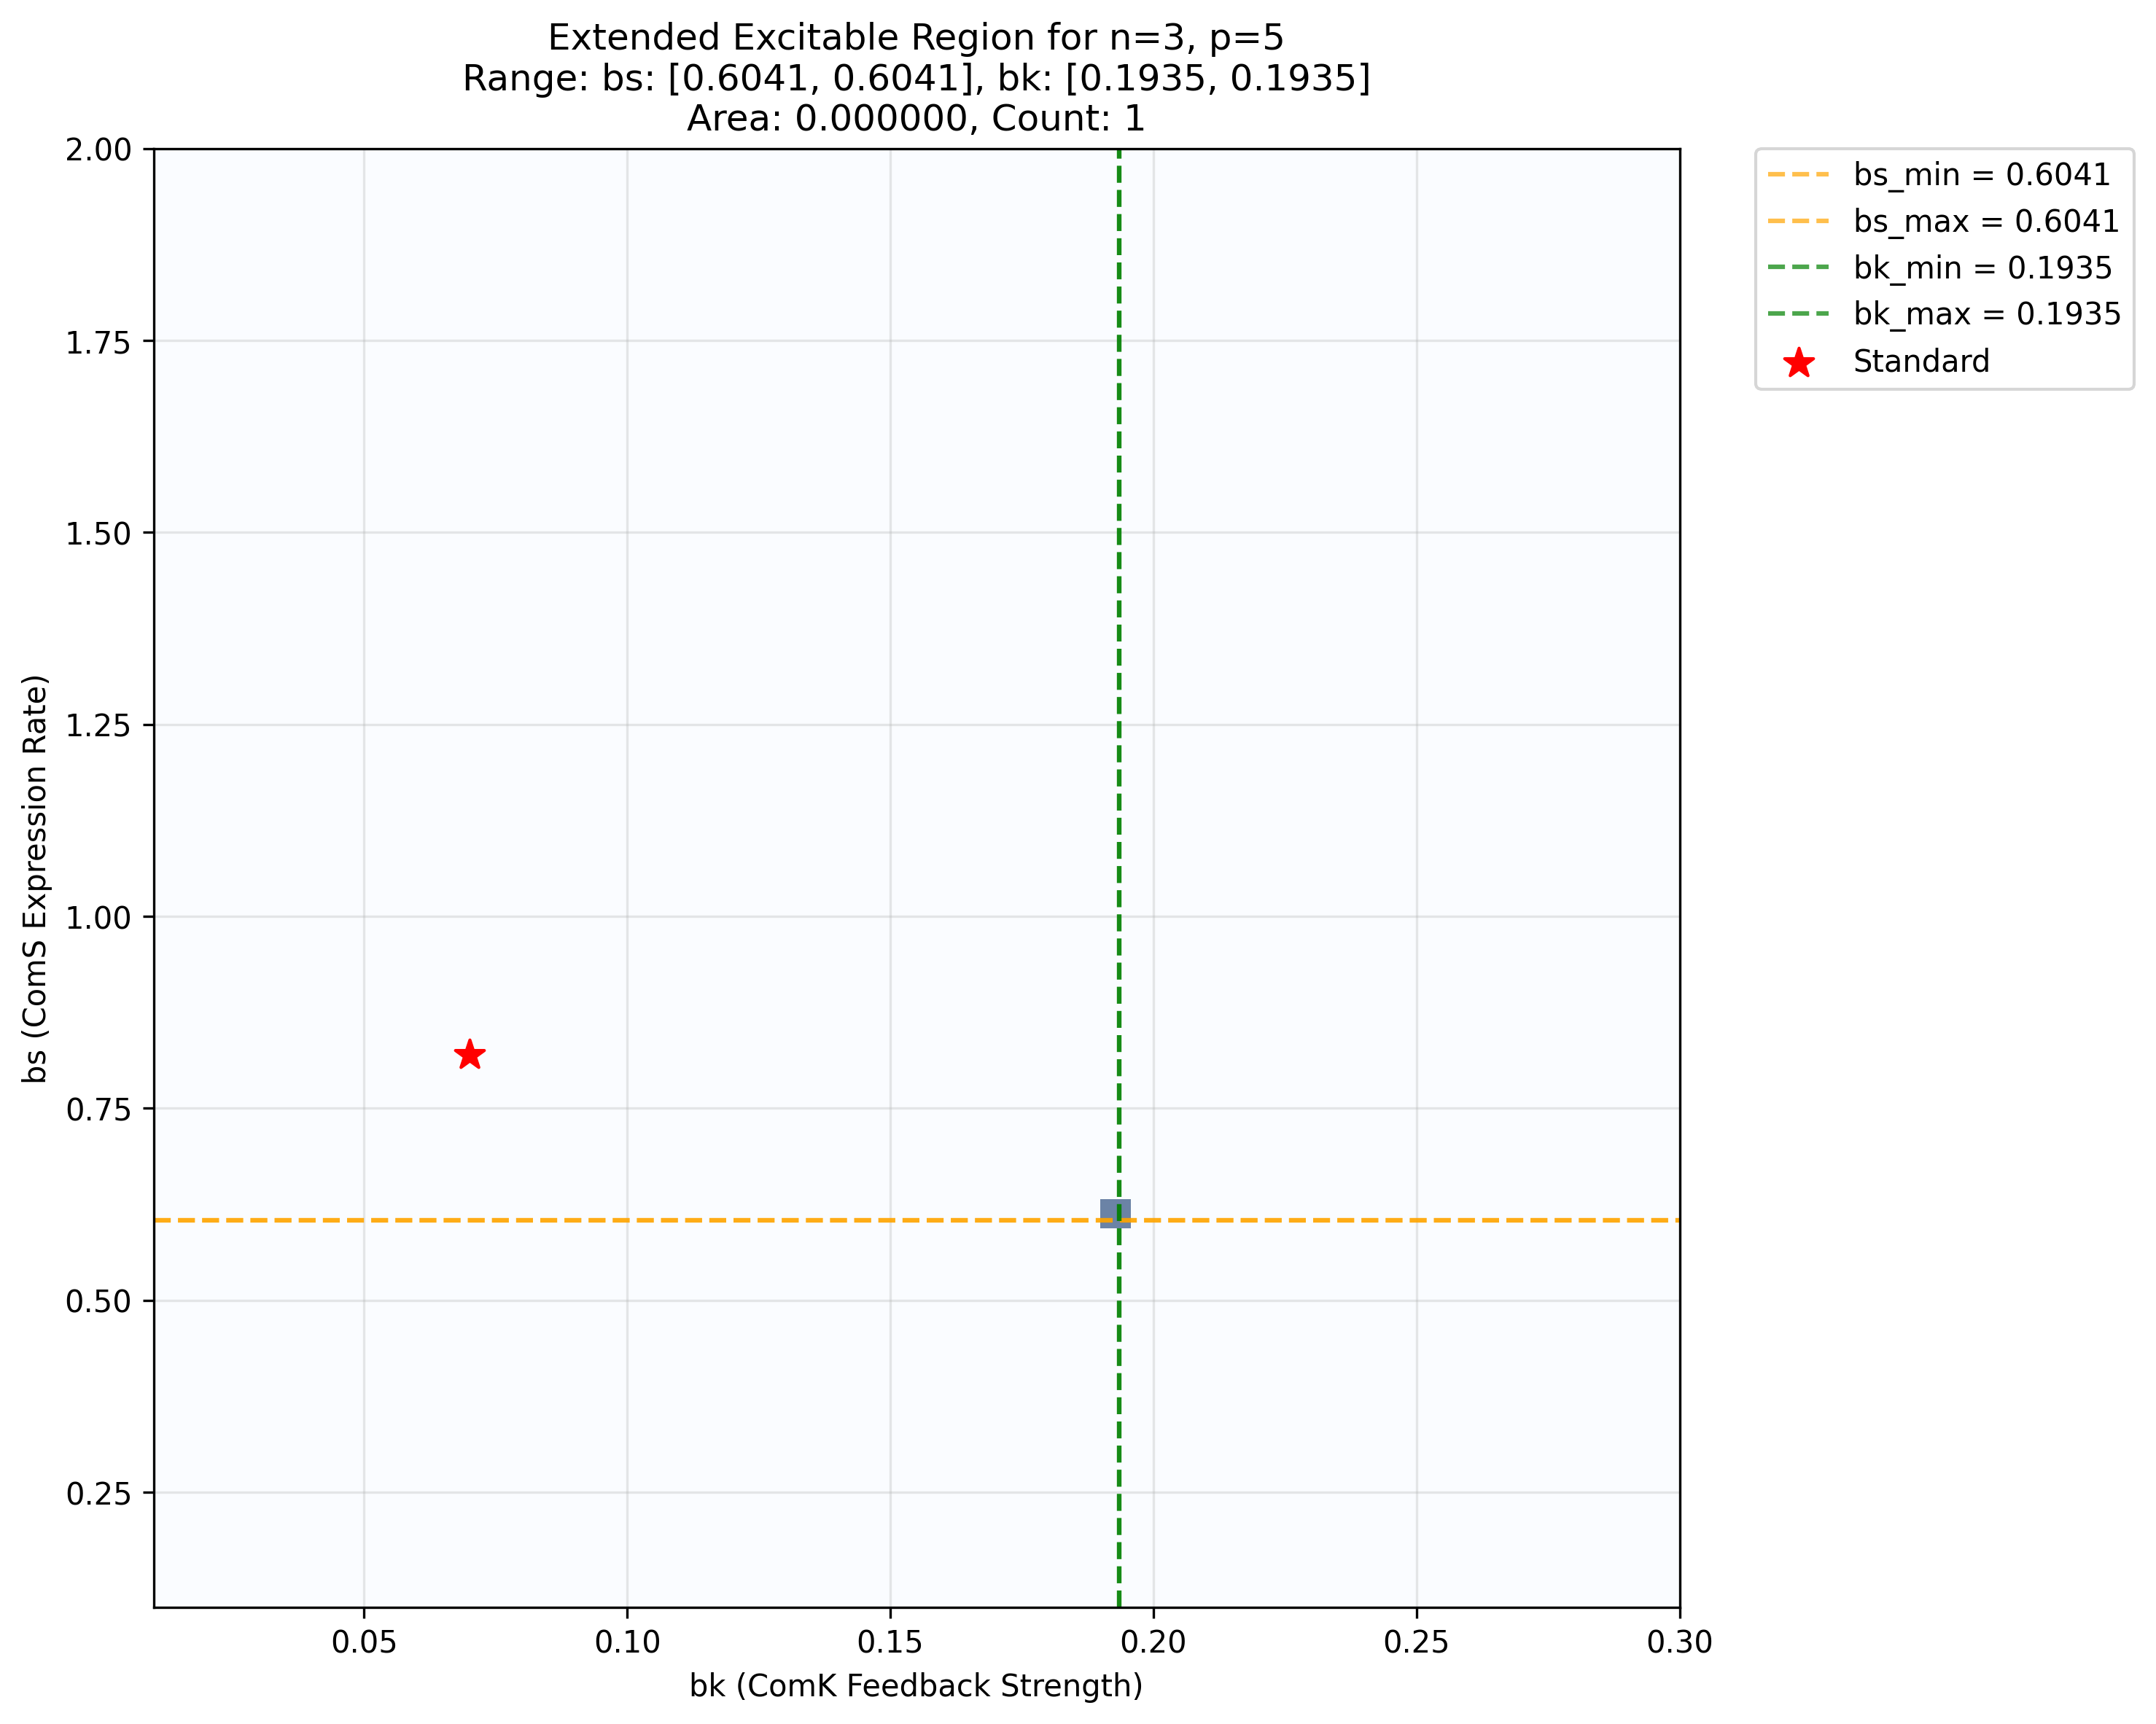 Extended Excitable Region for n=3, p=5
Range: bs: [0.6041, 0.6041], bk: [0.1935, 0.1935]
Area: 0.000000, Count: 1
bs_min = 0.6041
bs_max = 0.6041
bk_min = 0.1935
bk_max = 0.1935
Standard
bs (ComS Expression Rate)
2.00
1.75
1.50
1.25
1.00
0.75
0.50
0.25
0.05 0.10 0.15 0.20 0.25 0.30
bk (ComK Feedback Strength)